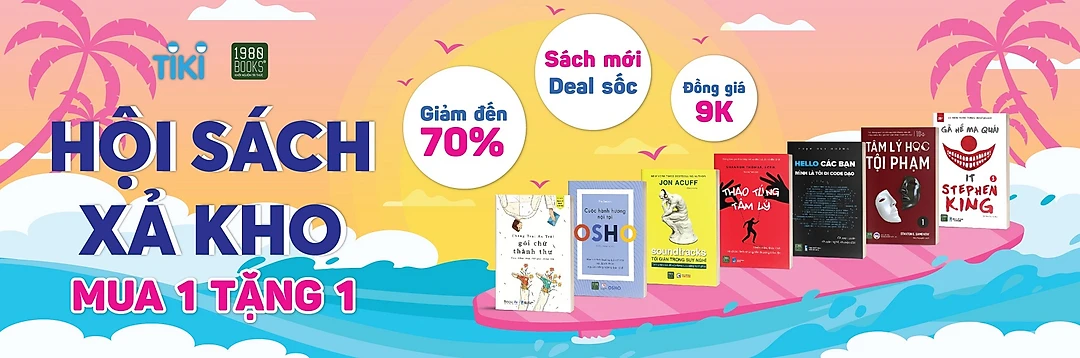 TIKI
1980
BOOKS
HỘI SÁCH
XẢ KHO
MUA 1 TẶNG 1
Giảm đến
70%
Sách mới
Deal sốc
Đồng giá
9K
gói chữ
thành thư
Cuộc hành hương
nội tại
OSHO
JON ACUFF
soundtracks
TỐI GIẢN TRONG SUY NGHĨ
THAO TÚNG
TÂM LÝ
HELLO CÁC BẠN
MÌNH LÀ TÔI ĐI CODE DẠO
TÂM LÝ HỌC
TỘI PHẠM
1
GÃ HỀ MA QUÁI
IT
3
STEPHEN
KING